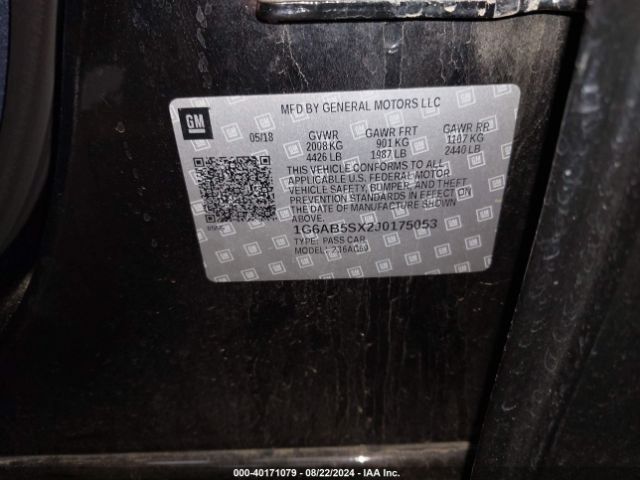 MFD BY GENERAL MOTORS LLC
GM
05/18 GVWR GAWR FRT GAWR RR
2008 KG 901 KG 1107 KG
4426 LB 1987 LB 2440 LB
THIS VEHICLE CONFORMS TO ALL
APPLICABLE U.S. FEDERAL MOTOR
VEHICLE SAFETY, BUMPER, AND THEFT
PREVENTION STANDARDS IN EFFECT ON
THE DATE OF MANUFACTURE SHOWN
ABOVE.
1G6AB5SX2J0175053
TYPE: PASS CAR
MODEL:
000-40171079 - 08/22/2024 - IAA Inc.